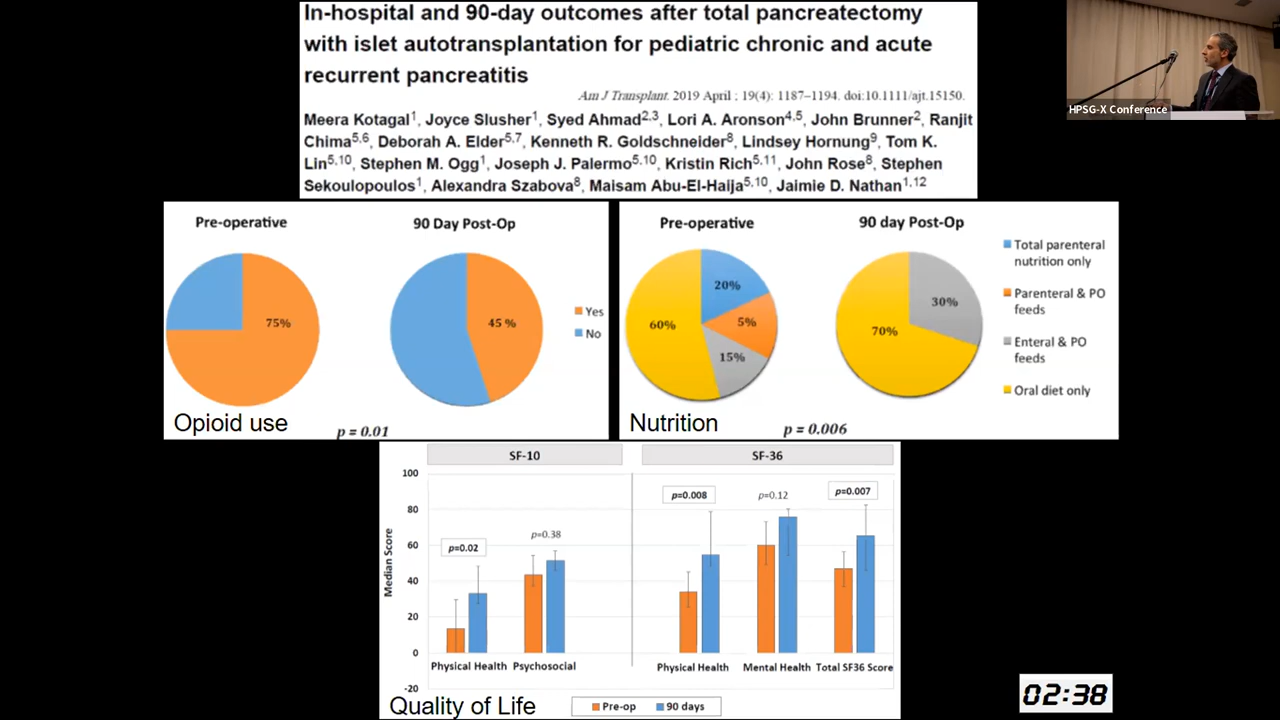 In-hospital and 90-day outcomes after total pancreatectomy
with islet autotransplantation for pediatric chronic and acute
recurrent pancreatitis
Am J Transplant. 2019 April ; 19(4): 1187–1194. doi:10.1111/ajt.15150.
Meera Kotagal1, Joyce Slusher1, Syed Ahmad2,3, Lori L. Aronson4,5, John Brunner2, Ranjit
Chima5,6, Deborah A. Elder5,7, Kenneth R. Goldschneider8, Lindsey Hornung9, Tom K.
Lin5,10, Stephen M. Ogg1, Joseph J. Palermo5,10, Kristin Rich5,11, John Rose8, Stephen
Sekoulopoulos1, Alexandra Szabova8, Maisam Abu-El-Haija5,10, Jaimie D. Nathan1,12
HPSG-X Conference
Pre-operative
90 Day Post-Op
75%
45 %
Yes
No
Opioid use
p = 0.01
Pre-operative
90 day Post-Op
20%
5%
15%
60%
30%
70%
Total parenteral
nutrition only
Parenteral & PO
feeds
Enteral & PO
feeds
Oral diet only
Nutrition
p = 0.006
SF-10
SF-36
Median Score
100
80
60
40
20
0
-20
p=0.02
p=0.38
p=0.008
p=0.12
p=0.007
Physical Health
Psychosocial
Physical Health
Mental Health
Total SF36 Score
Quality of Life
Pre-op
90 days
02:38